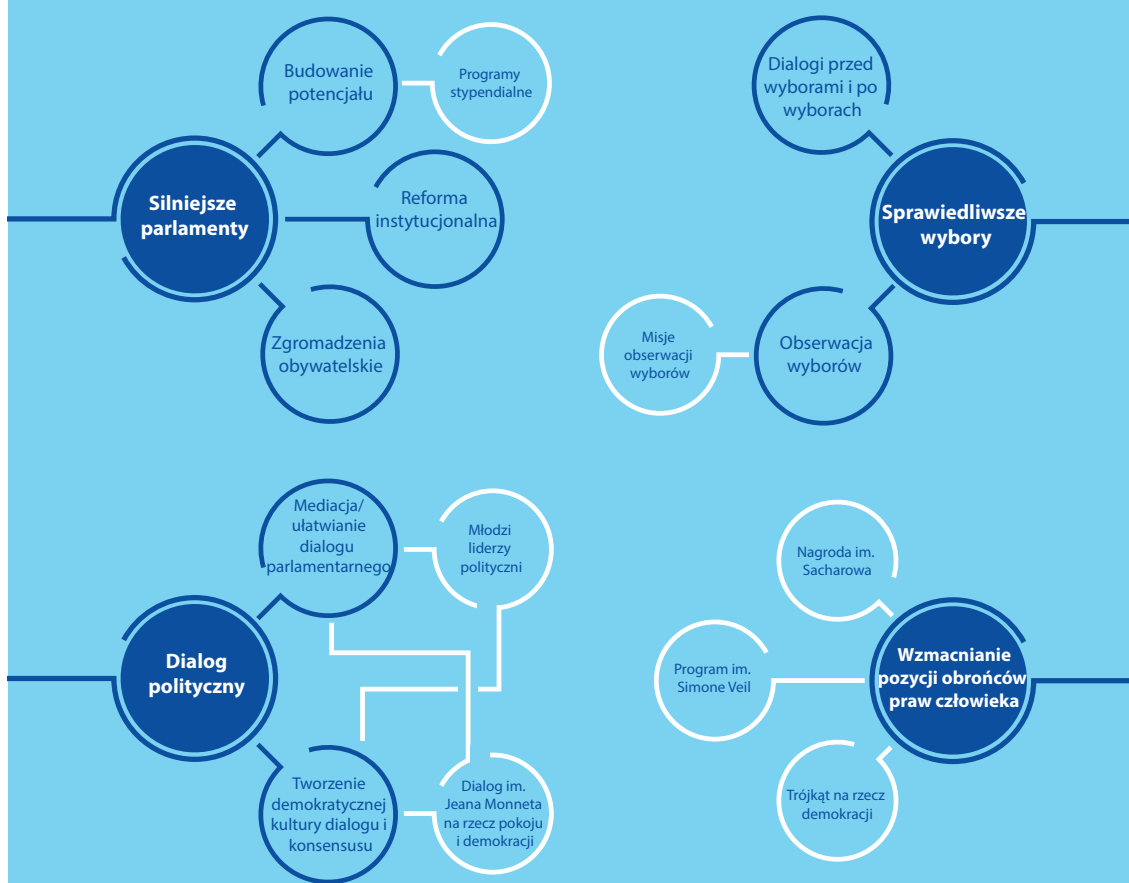 Budowanie
potencjału
Programy
stypendialne
Silniejsze
parlamenty
Reforma
instytucjonalna
Zgromadzenia
obywatelskie
Dialogi przed
wyborami i po
wyborach
Sprawiedliwsze
wybory
Misje
obserwacji
wyborów
Obserwacja
wyborów
Mediacja/
ułatwianie
dialogu
parlamentarnego
Młodzi
liderzy
polityczni
Dialog
polityczny
Tworzenie
demokratycznej
kultury dialogu i
konsensusu
Dialog im.
Jeana Monneta
na rzecz pokoju
i demokracji
Nagroda im.
Sacharowa
Program im.
Simone Veil
Wzmacnianie
pozycji obrońców
praw człowieka
Trójkąt na rzecz
demokracji